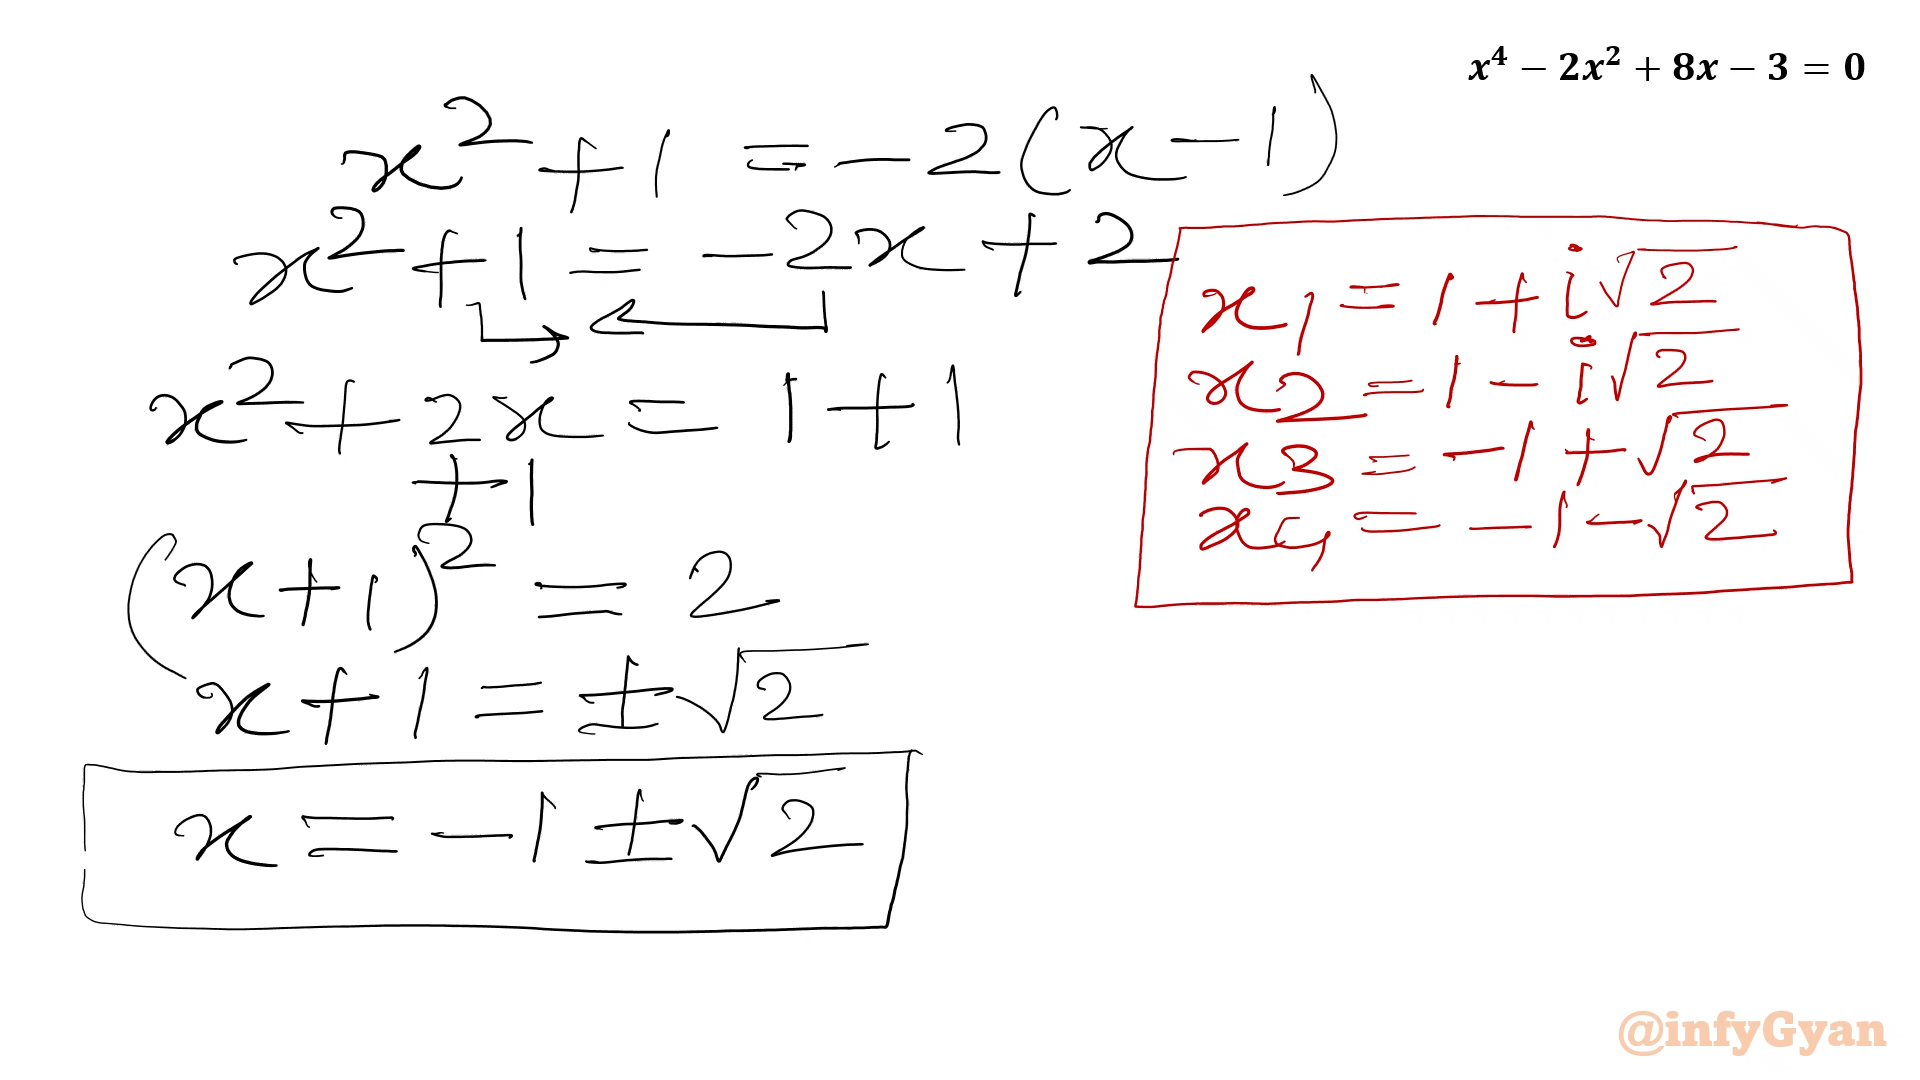 x⁴ − 2x² + 8x − 3 = 0
x² + 1 = −2(x − 1)
x² + 1 = −2x + 2
x² + 2x = 1 + 1
+1
(x + 1)² = 2
x + 1 = ±√2
x = −1 ± √2
x1 = 1 + i√2
x2 = 1 − i√2
x3 = −1 + √2
x4 = −1 − √2
@infyGyan